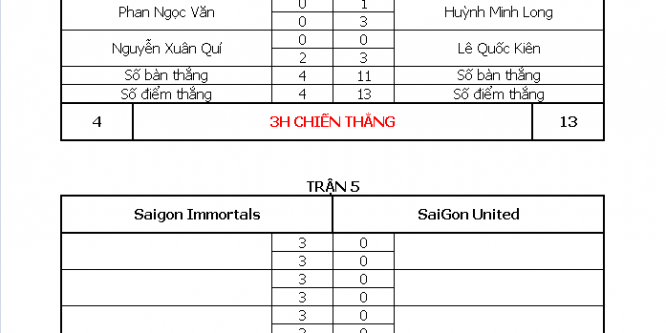 0 1
Phan Ngọc Văn Huỳnh Minh Long
0 3
0 0
Nguyễn Xuân Quí Lê Quốc Kiên
2 3
Số bàn thắng 4 11 Số bàn thắng
Số điểm thắng 4 13 Số điểm thắng
4 3H CHIẾN THẮNG 13
TRẬN 5
Saigon Immortals SaiGon United
3 0
3 0
3 0
3 0
3 0
3 0